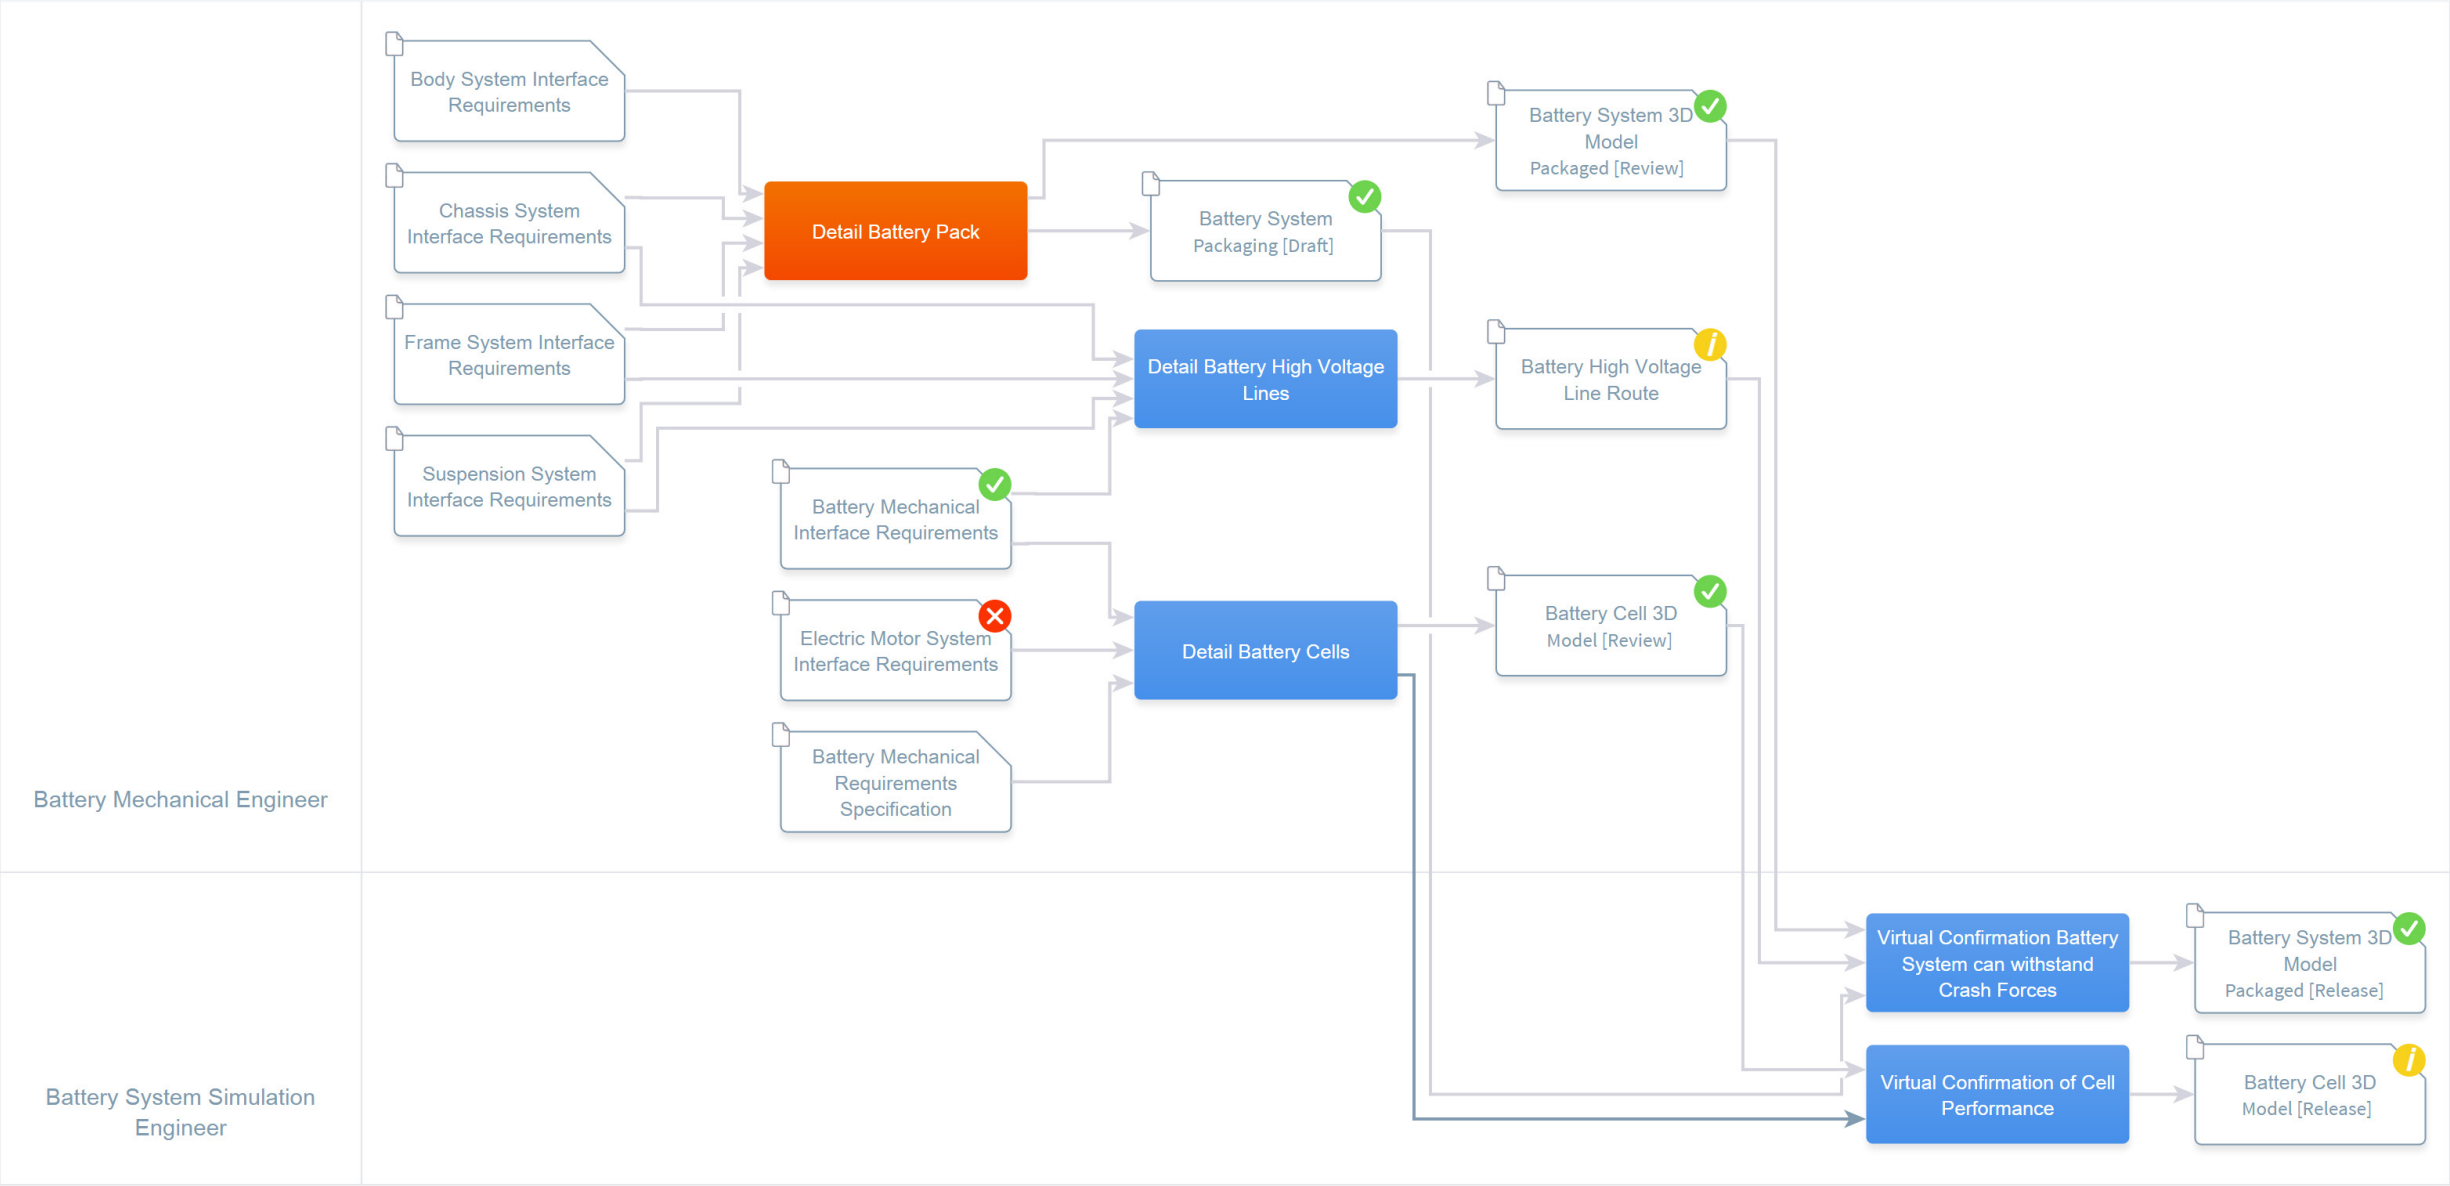 Body System Interface
Requirements
Chassis System
Interface Requirements
Frame System Interface
Requirements
Suspension System
Interface Requirements
Detail Battery Pack
Battery System
Packaging [Draft]
Battery System 3D
Model
Packaged [Review]
Detail Battery High Voltage
Lines
Battery High Voltage
Line Route
Battery Mechanical
Interface Requirements
Electric Motor System
Interface Requirements
Battery Mechanical
Requirements
Specification
Detail Battery Cells
Battery Cell 3D
Model [Review]
Battery Mechanical Engineer
Virtual Confirmation Battery
System can withstand
Crash Forces
Battery System 3D
Model
Packaged [Release]
Virtual Confirmation of Cell
Performance
Battery Cell 3D
Model [Release]
Battery System Simulation
Engineer